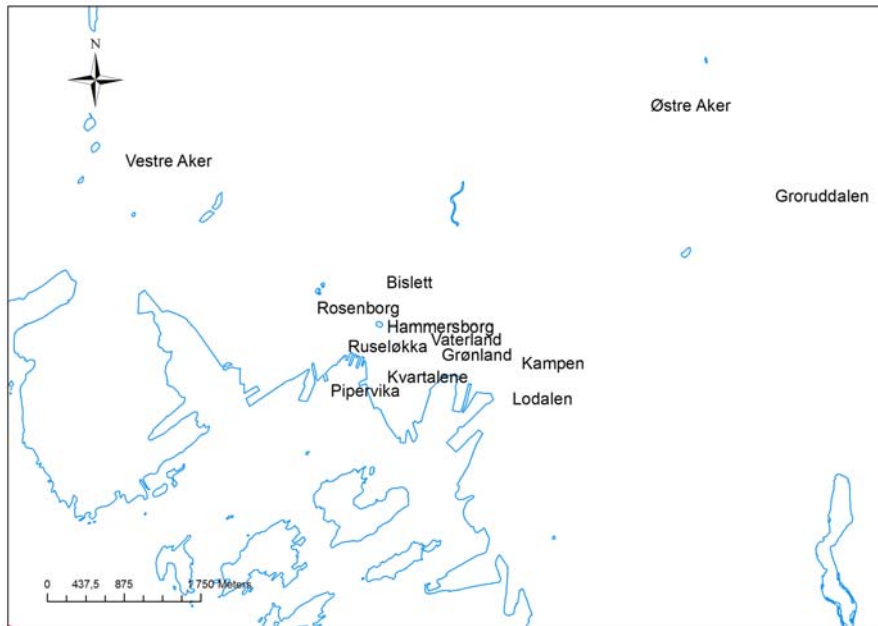 N
Østre Aker
Vestre Aker
Groruddalen
Bislett
Rosenborg
Hammersborg
Vaterland
Ruseløkka
Grønland
Kampen
Kvartalene
Pipervika
Lodalen
0 437,5 875 1 750 Meters